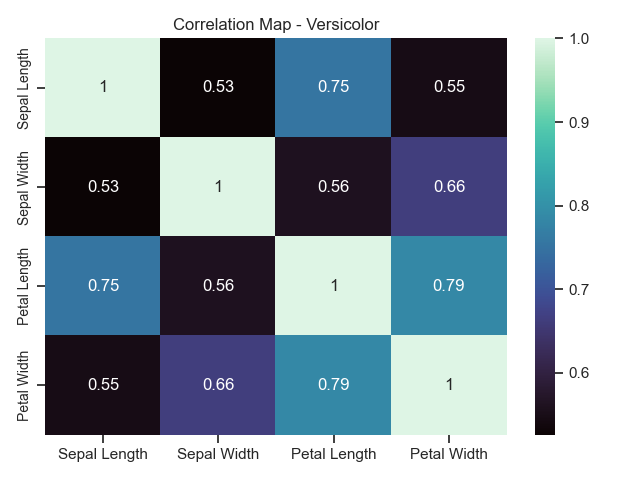 Correlation Map - Versicolor
Sepal Length 1 0.53 0.75 0.55
Sepal Width 0.53 1 0.56 0.66
Petal Length 0.75 0.56 1 0.79
Petal Width 0.55 0.66 0.79 1
Sepal Length Sepal Width Petal Length Petal Width
1.0
0.9
0.8
0.7
0.6